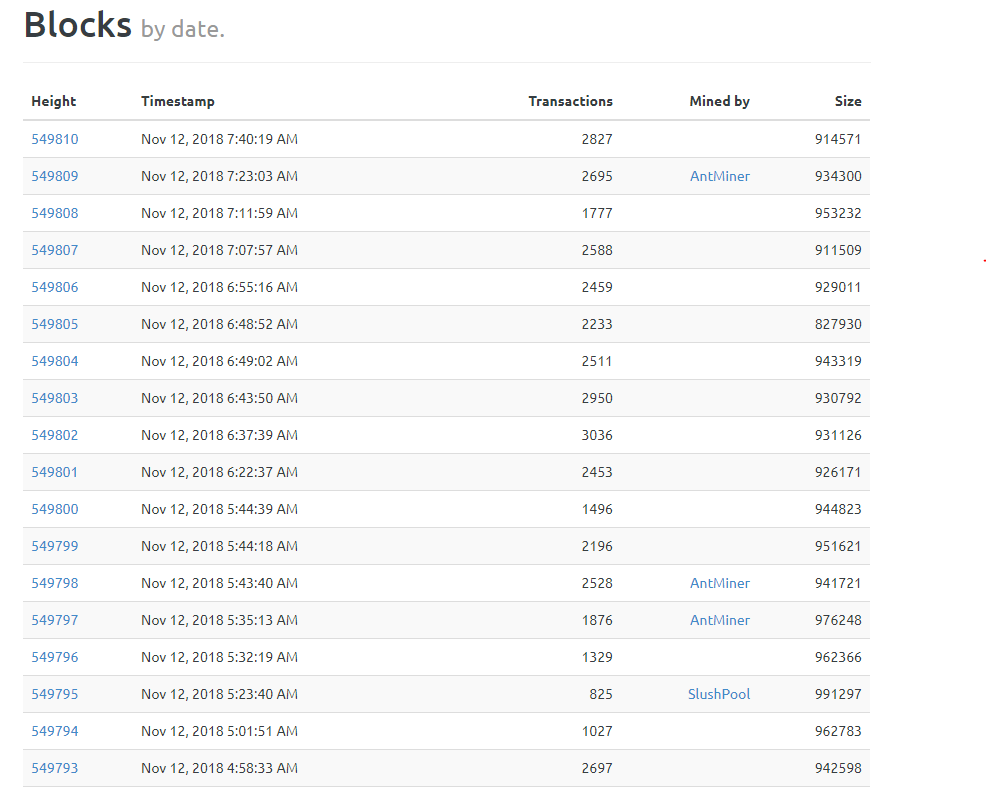 Blocks by date.
Height Timestamp Transactions Mined by Size
549810 Nov 12, 2018 7:40:19 AM 2827 914571
549809 Nov 12, 2018 7:23:03 AM 2695 AntMiner 934300
549808 Nov 12, 2018 7:11:59 AM 1777 953232
549807 Nov 12, 2018 7:07:57 AM 2588 911509
549806 Nov 12, 2018 6:55:16 AM 2459 929011
549805 Nov 12, 2018 6:48:52 AM 2233 827930
549804 Nov 12, 2018 6:49:02 AM 2511 943319
549803 Nov 12, 2018 6:43:50 AM 2950 930792
549802 Nov 12, 2018 6:37:39 AM 3036 931126
549801 Nov 12, 2018 6:22:37 AM 2453 926171
549800 Nov 12, 2018 5:44:39 AM 1496 944823
549799 Nov 12, 2018 5:44:18 AM 2196 951621
549798 Nov 12, 2018 5:43:40 AM 2528 AntMiner 941721
549797 Nov 12, 2018 5:35:13 AM 1876 AntMiner 976248
549796 Nov 12, 2018 5:32:19 AM 1329 962366
549795 Nov 12, 2018 5:23:40 AM 825 SlushPool 991297
549794 Nov 12, 2018 5:01:51 AM 1027 962783
549793 Nov 12, 2018 4:58:33 AM 2697 942598